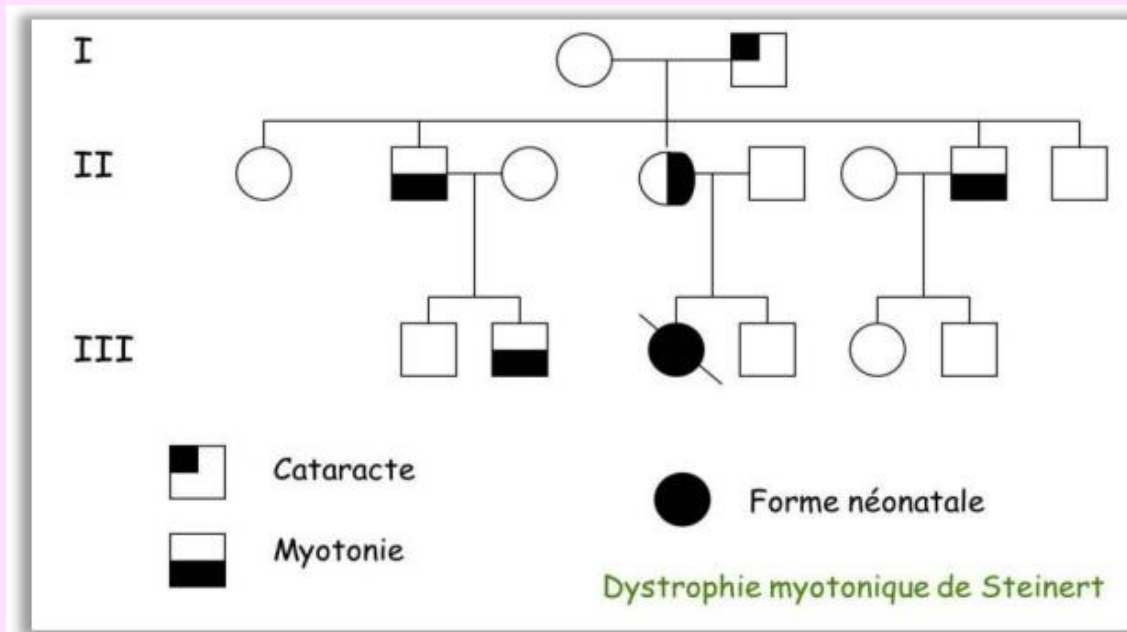 I
II
III
Cataracte
Forme néonatale
Myotonie
Dystrophie myotonique de Steinert